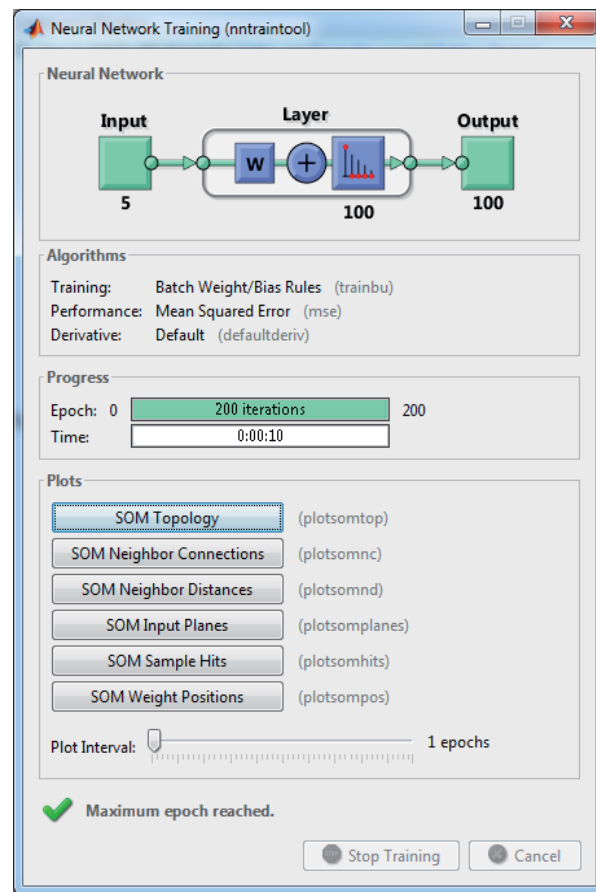 Neural Network Training (nntraintool)
Neural Network
Input Layer Output
W +
5 100 100
Algorithms
Training: Batch Weight/Bias Rules (trainbu)
Performance: Mean Squared Error (mse)
Derivative: Default (defaultderiv)
Progress
Epoch: 0 200 iterations 200
Time: 0:00:10
Plots
SOM Topology (plotsomtop)
SOM Neighbor Connections (plotsomnc)
SOM Neighbor Distances (plotsomnd)
SOM Input Planes (plotsomplanes)
SOM Sample Hits (plotsomhits)
SOM Weight Positions (plotsompos)
Plot Interval: 1 epochs
Maximum epoch reached.
Stop Training Cancel